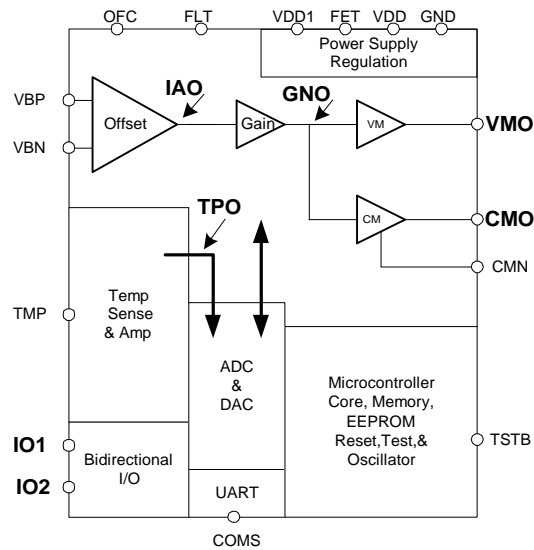 OFC FLT VDD1 FET VDD GND
Power Supply
Regulation
IAO
GNO
VBP
Offset
Gain
VM
VMO
VBN
TPO
CM
CMO
CMN
Temp
Sense
& Amp
TMP
ADC
&
DAC
Microcontroller
Core, Memory,
EEPROM
Reset,Test,&
Oscillator
TSTB
IO1
Bidirectional
I/O
IO2
UART
COMS